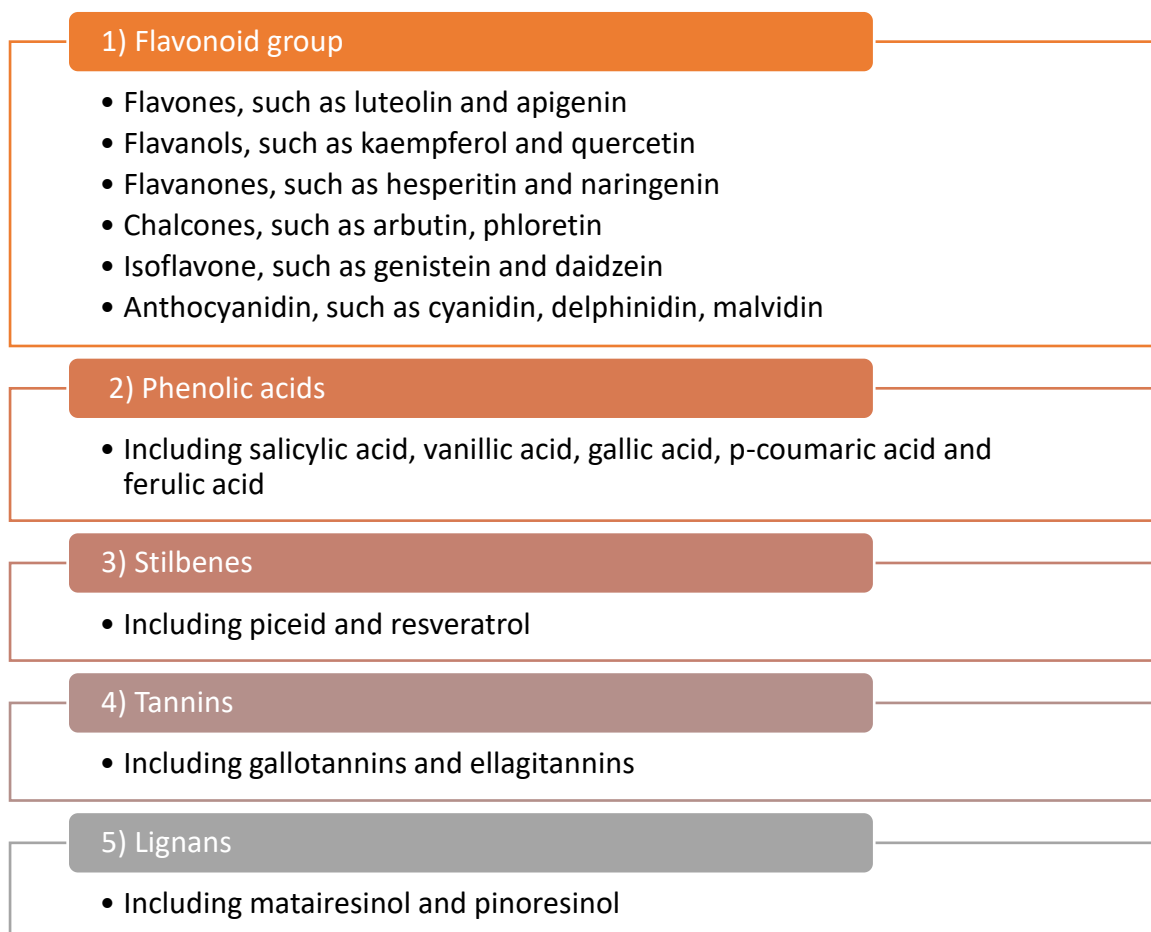 1) Flavonoid group
• Flavones, such as luteolin and apigenin
• Flavanols, such as kaempferol and quercetin
• Flavanones, such as hesperitin and naringenin
• Chalcones, such as arbutin, phloretin
• Isoflavone, such as genistein and daidzein
• Anthocyanidin, such as cyanidin, delphinidin, malvidin
2) Phenolic acids
• Including salicylic acid, vanillic acid, gallic acid, p-coumaric acid and
ferulic acid
3) Stilbenes
• Including piceid and resveratrol
4) Tannins
• Including gallotannins and ellagitannins
5) Lignans
• Including matairesinol and pinoresinol